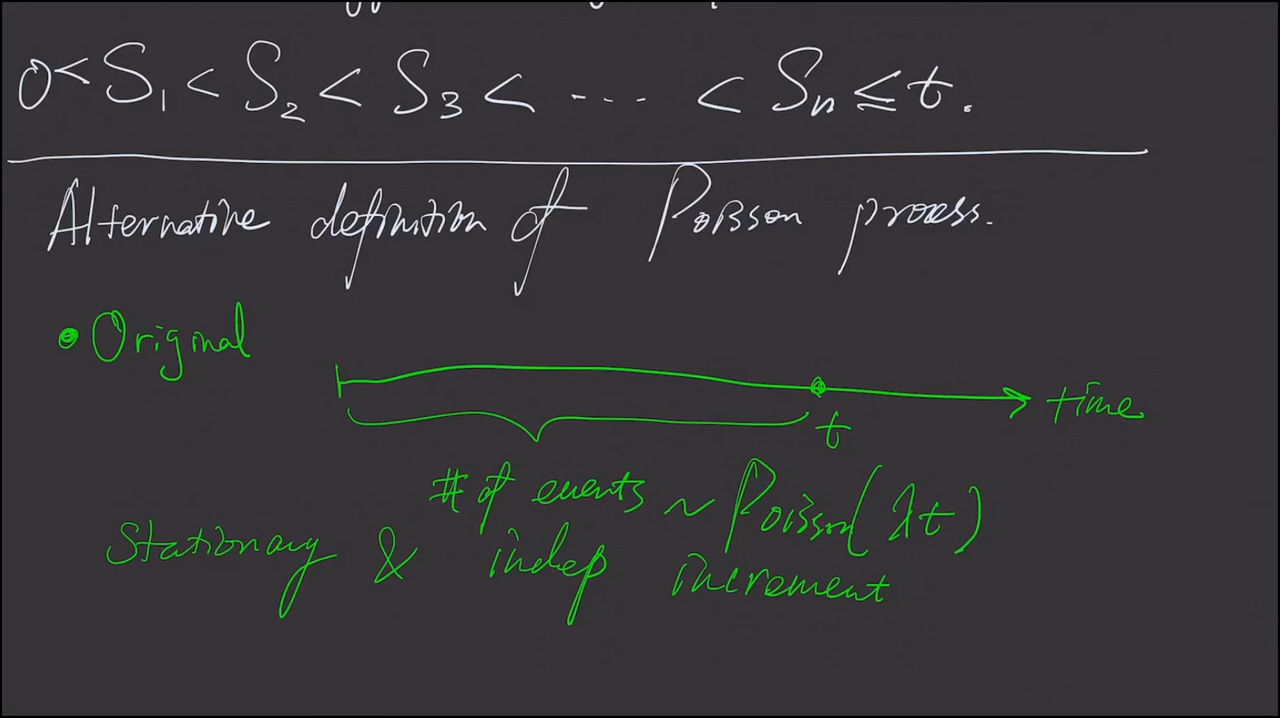 0 < S₁ < S₂ < S₃ < ... < Sₙ ≤ t.
Alternative definition of Poisson process.
• Original
time
t
# of events ~ Poisson(λt)
Stationary & indep increment